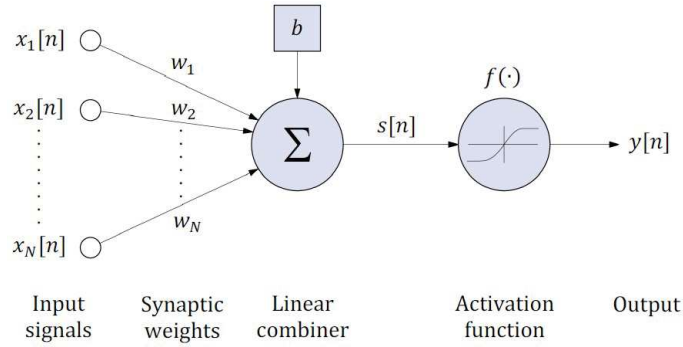 b
x₁[n]
w₁
f(·)
x₂[n]
w₂
Σ
s[n]
y[n]
w_N
x_N[n]
Input signals
Synaptic weights
Linear combiner
Activation function
Output